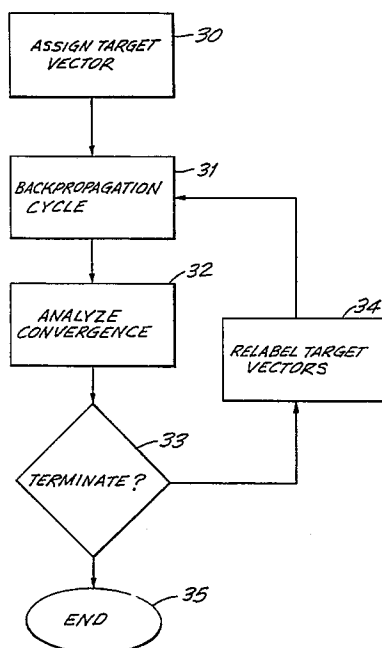 30
ASSIGN TARGET
VECTOR
31
BACKPROPAGATION
CYCLE
32
ANALYZE
CONVERGENCE
34
RELABEL TARGET
VECTORS
33
TERMINATE?
35
END